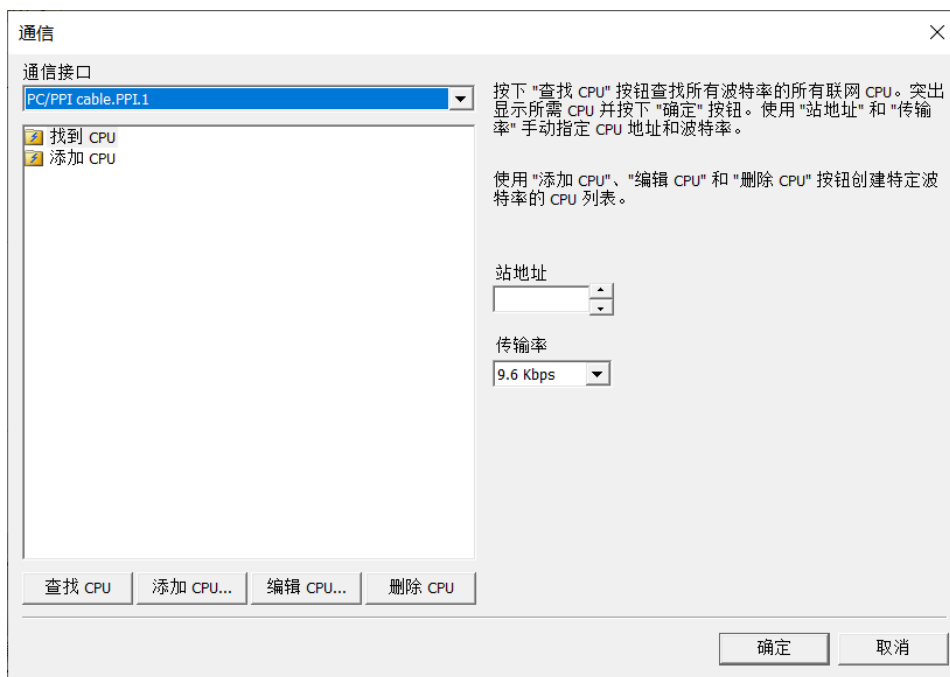 通信
通信接口
PC/PPI cable.PPI.1
找到 CPU
添加 CPU
按下 "查找 CPU" 按钮查找所有波特率的所有联网 CPU。突出
显示所需 CPU 并按下 "确定" 按钮。使用 "站地址" 和 "传输
率" 手动指定 CPU 地址和波特率。
使用 "添加 CPU"、"编辑 CPU" 和 "删除 CPU" 按钮创建特定波
特率的 CPU 列表。
站地址
传输率
9.6 Kbps
查找 CPU 添加 CPU... 编辑 CPU... 删除 CPU
确定 取消